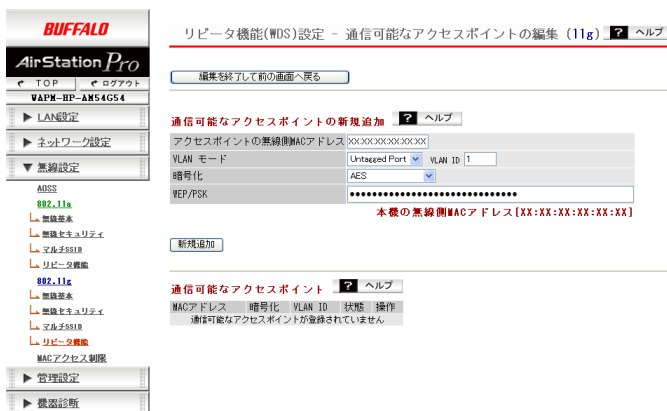 BUFFALO
AirStation Pro
TOP ログアウト
WAPM-HP-AM54G54
▶ LAN設定
▶ ネットワーク設定
▼ 無線設定
AOSS
802.11a
無線基本
無線セキュリティ
マルチSSID
リピータ機能
802.11g
無線基本
無線セキュリティ
マルチSSID
リピータ機能
MACアクセス制限
▶ 管理設定
▶ 機器診断
リピータ機能(WDS)設定 - 通信可能なアクセスポイントの編集 (11g) ? ヘルプ
編集を終了して前の画面へ戻る
通信可能なアクセスポイントの新規追加 ? ヘルプ
アクセスポイントの無線側MACアドレス XX:XX:XX:XX:XX:XX
VLAN モード Untagged Port VLAN ID 1
暗号化 AES
WEP/PSK ●●●●●●●●●●●●●●●●●●●●●●●●●●●●●●●
本機の無線側MACアドレス[XX:XX:XX:XX:XX:XX]
新規追加
通信可能なアクセスポイント ? ヘルプ
MACアドレス 暗号化 VLAN ID 状態 操作
通信可能なアクセスポイントが登録されていません